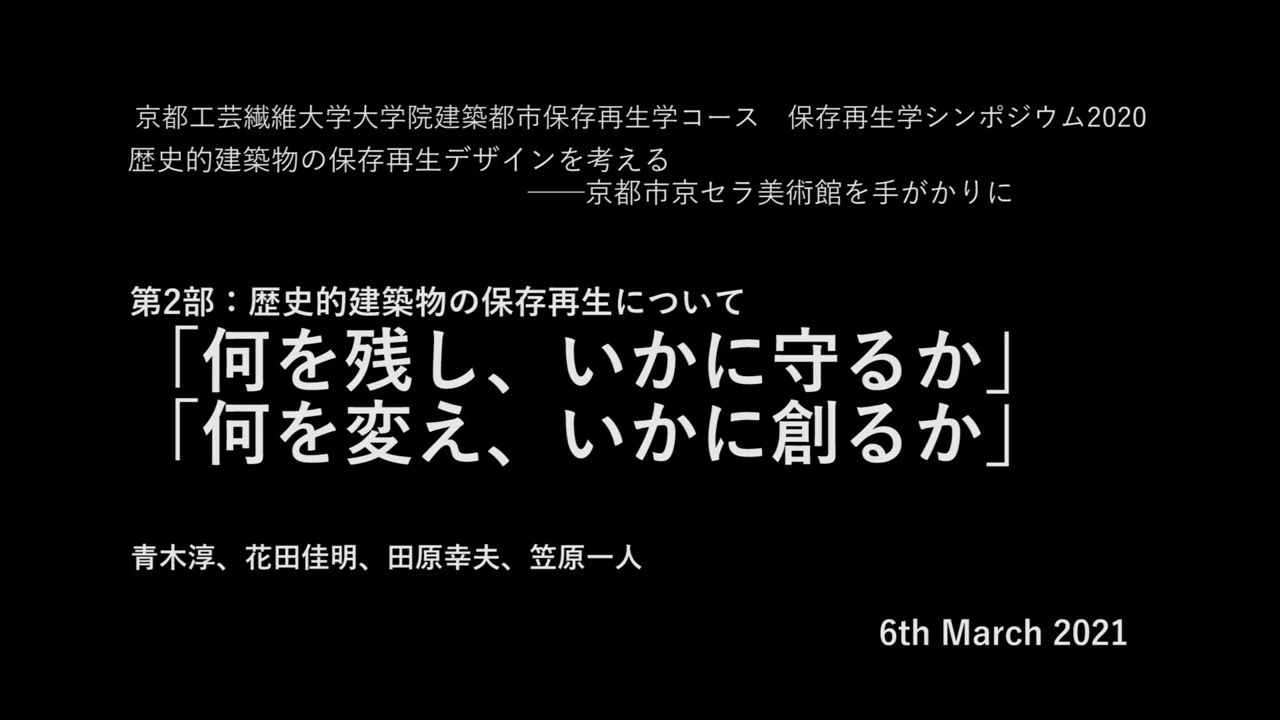 京都工芸繊維大学大学院建築都市保存再生学コース　保存再生学シンポジウム2020
歴史的建築物の保存再生デザインを考える
──京都市京セラ美術館を手がかりに
第2部：歴史的建築物の保存再生について
「何を残し、いかに守るか」
「何を変え、いかに創るか」
青木淳、花田佳明、田原幸夫、笠原一人
6th March 2021